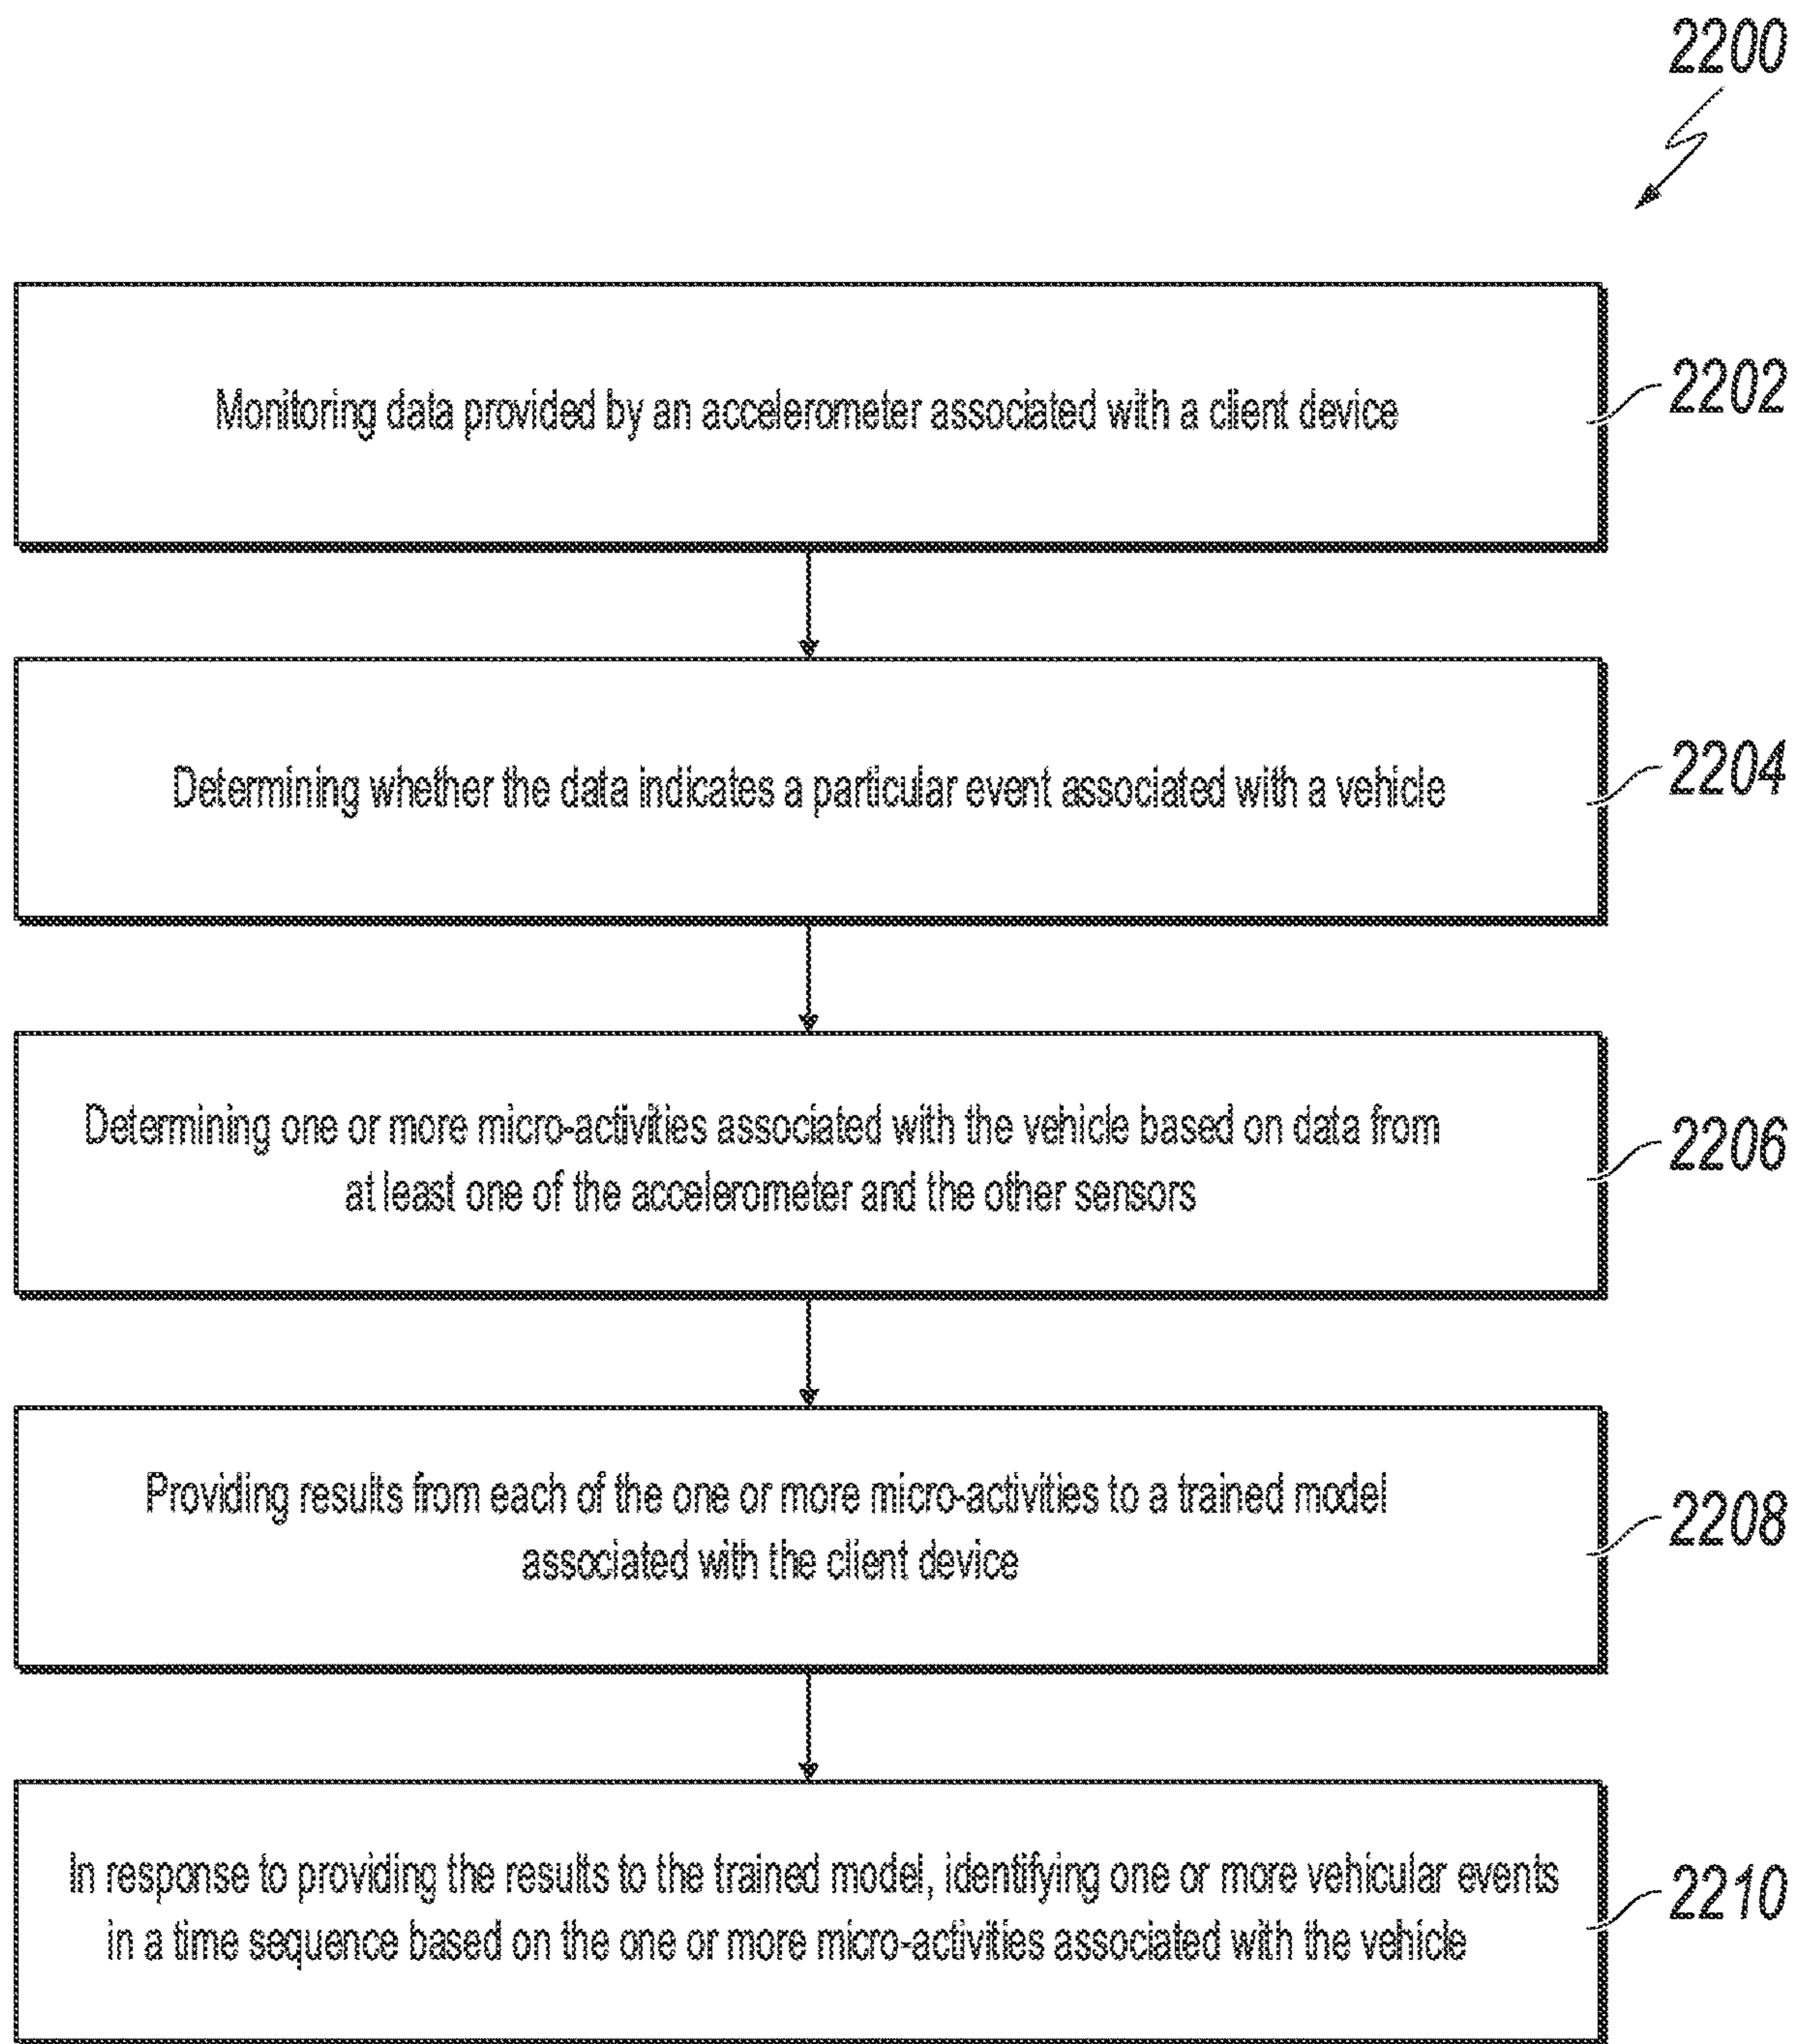 2200
Monitoring data provided by an accelerometer associated with a client device
2202
Determining whether the data indicates a particular event associated with a vehicle
2204
Determining one or more micro-activities associated with the vehicle based on data from
at least one of the accelerometer and the other sensors
2206
Providing results from each of the one or more micro-activities to a trained model
associated with the client device
2208
In response to providing the results to the trained model, identifying one or more vehicular events
in a time sequence based on the one or more micro-activities associated with the vehicle
2210